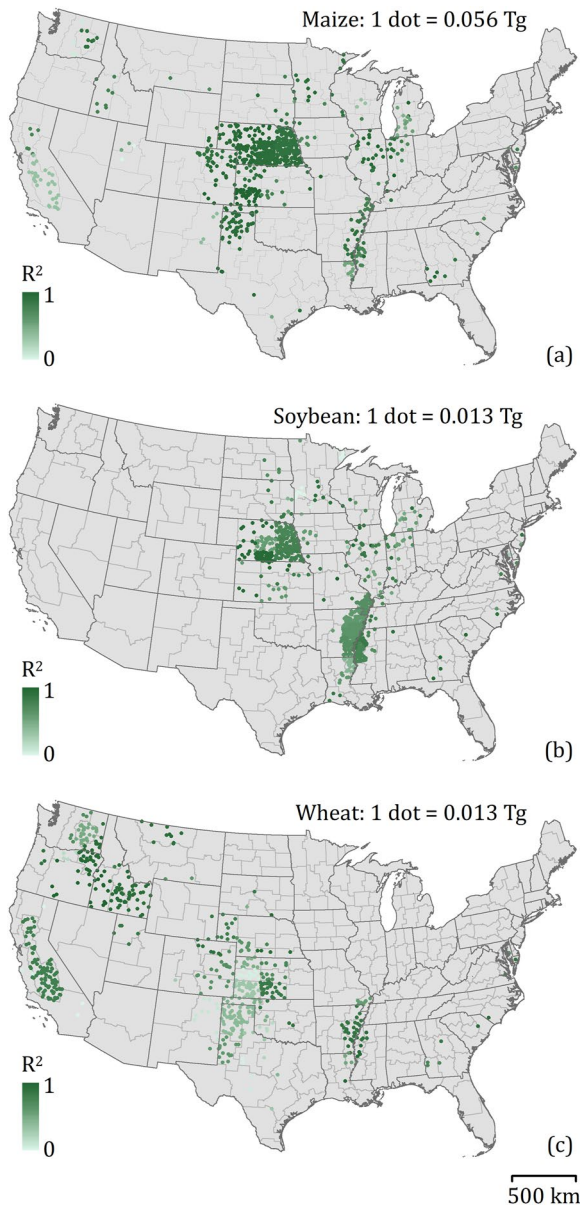 Maize: 1 dot = 0.056 Tg
R²
1
0
(a)
Soybean: 1 dot = 0.013 Tg
R²
1
0
(b)
Wheat: 1 dot = 0.013 Tg
R²
1
0
(c)
500 km